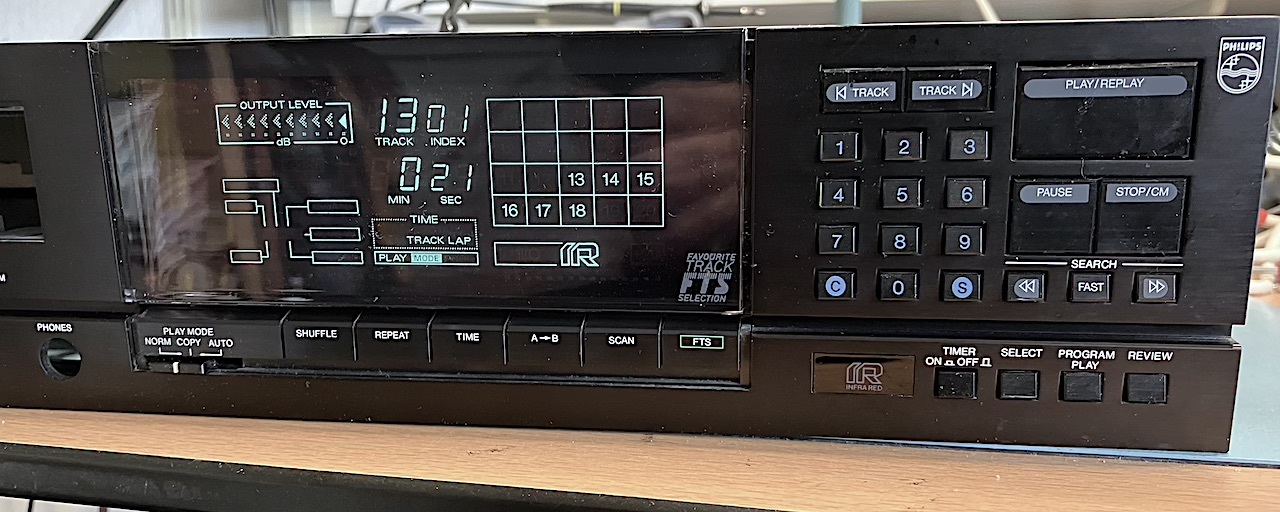 PHILIPS
OUTPUT LEVEL
dB 0
13 01
TRACK INDEX
0 21
MIN SEC
TIME
TRACK LAP
PLAY MODE
13 14 15
16 17 18
IR
FAVOURITE
TRACK
FTS
SELECTION
TRACK TRACK
PLAY/REPLAY
1 2 3
4 5 6
7 8 9
C 0 S
PAUSE STOP/CM
SEARCH
FAST
PHONES
PLAY MODE
NORM COPY AUTO
SHUFFLE REPEAT TIME A→B SCAN FTS
IR
INFRA RED
TIMER
ON OFF
SELECT
PROGRAM
PLAY
REVIEW